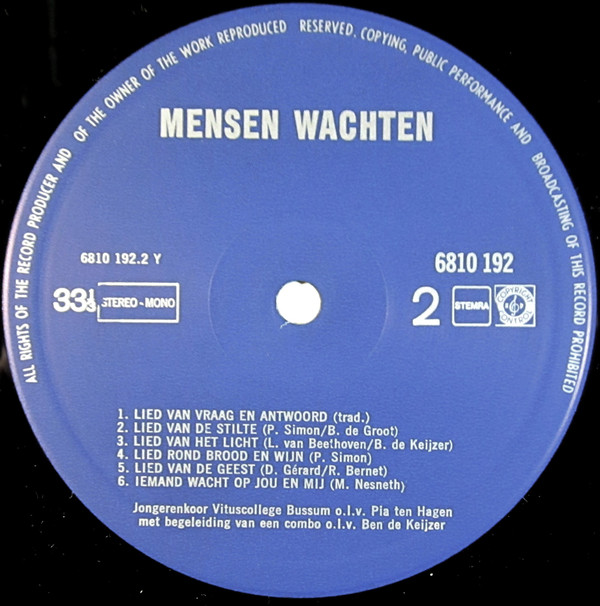 ALL RIGHTS OF THE RECORD PRODUCER AND OF THE OWNER OF THE WORK REPRODUCED RESERVED. COPYING, PUBLIC PERFORMANCE AND BROADCASTING OF THIS RECORD PROHIBITED
MENSEN WACHTEN
6810 192.2 Y
6810 192
33⅓ STEREO-MONO
2 STEMRA COPYRIGHT CONTROL
1. LIED VAN VRAAG EN ANTWOORD (trad.)
2. LIED VAN DE STILTE (P. Simon/B. de Groot)
3. LIED VAN HET LICHT (L. van Beethoven/B. de Keijzer)
4. LIED ROND BROOD EN WIJN (P. Simon)
5. LIED VAN DE GEEST (D. Gérard/R. Bernet)
6. IEMAND WACHT OP JOU EN MIJ (M. Nesneth)
Jongerenkoor Vituscollege Bussum o.l.v. Pia ten Hagen
met begeleiding van een combo o.l.v. Ben de Keijzer